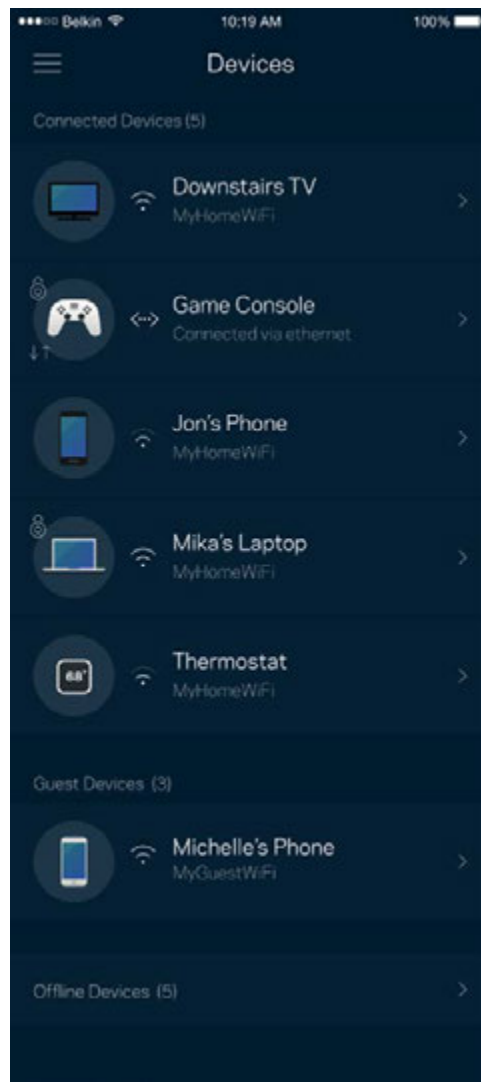 Belkin 10:19 AM 100%
Devices
Connected Devices (5)
Downstairs TV
MyHomeWiFi
Game Console
Connected via ethernet
Jon's Phone
MyHomeWiFi
Mika's Laptop
MyHomeWiFi
68°
Thermostat
MyHomeWiFi
Guest Devices (3)
Michelle's Phone
MyGuestWiFi
Offline Devices (5)